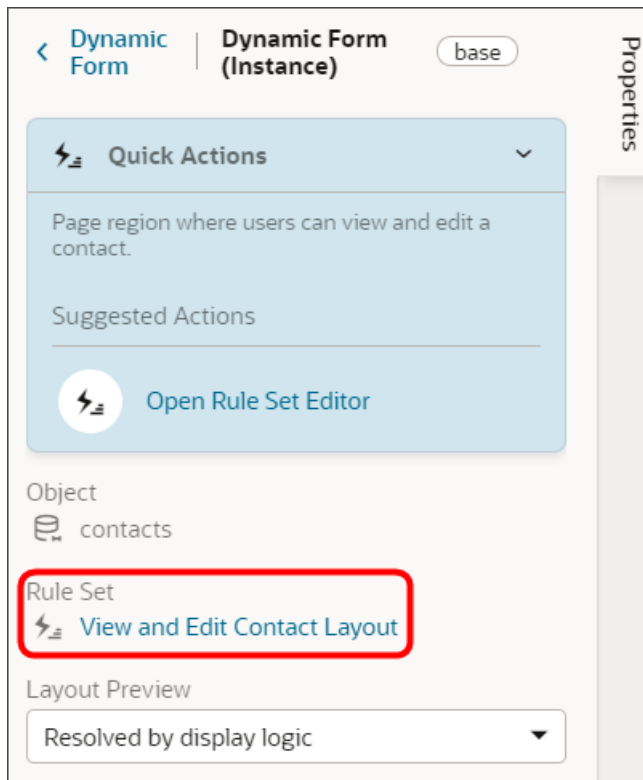 Dynamic
Form
Dynamic Form
(Instance)
base
Properties
Quick Actions
Page region where users can view and edit a
contact.
Suggested Actions
Open Rule Set Editor
Object
contacts
Rule Set
View and Edit Contact Layout
Layout Preview
Resolved by display logic